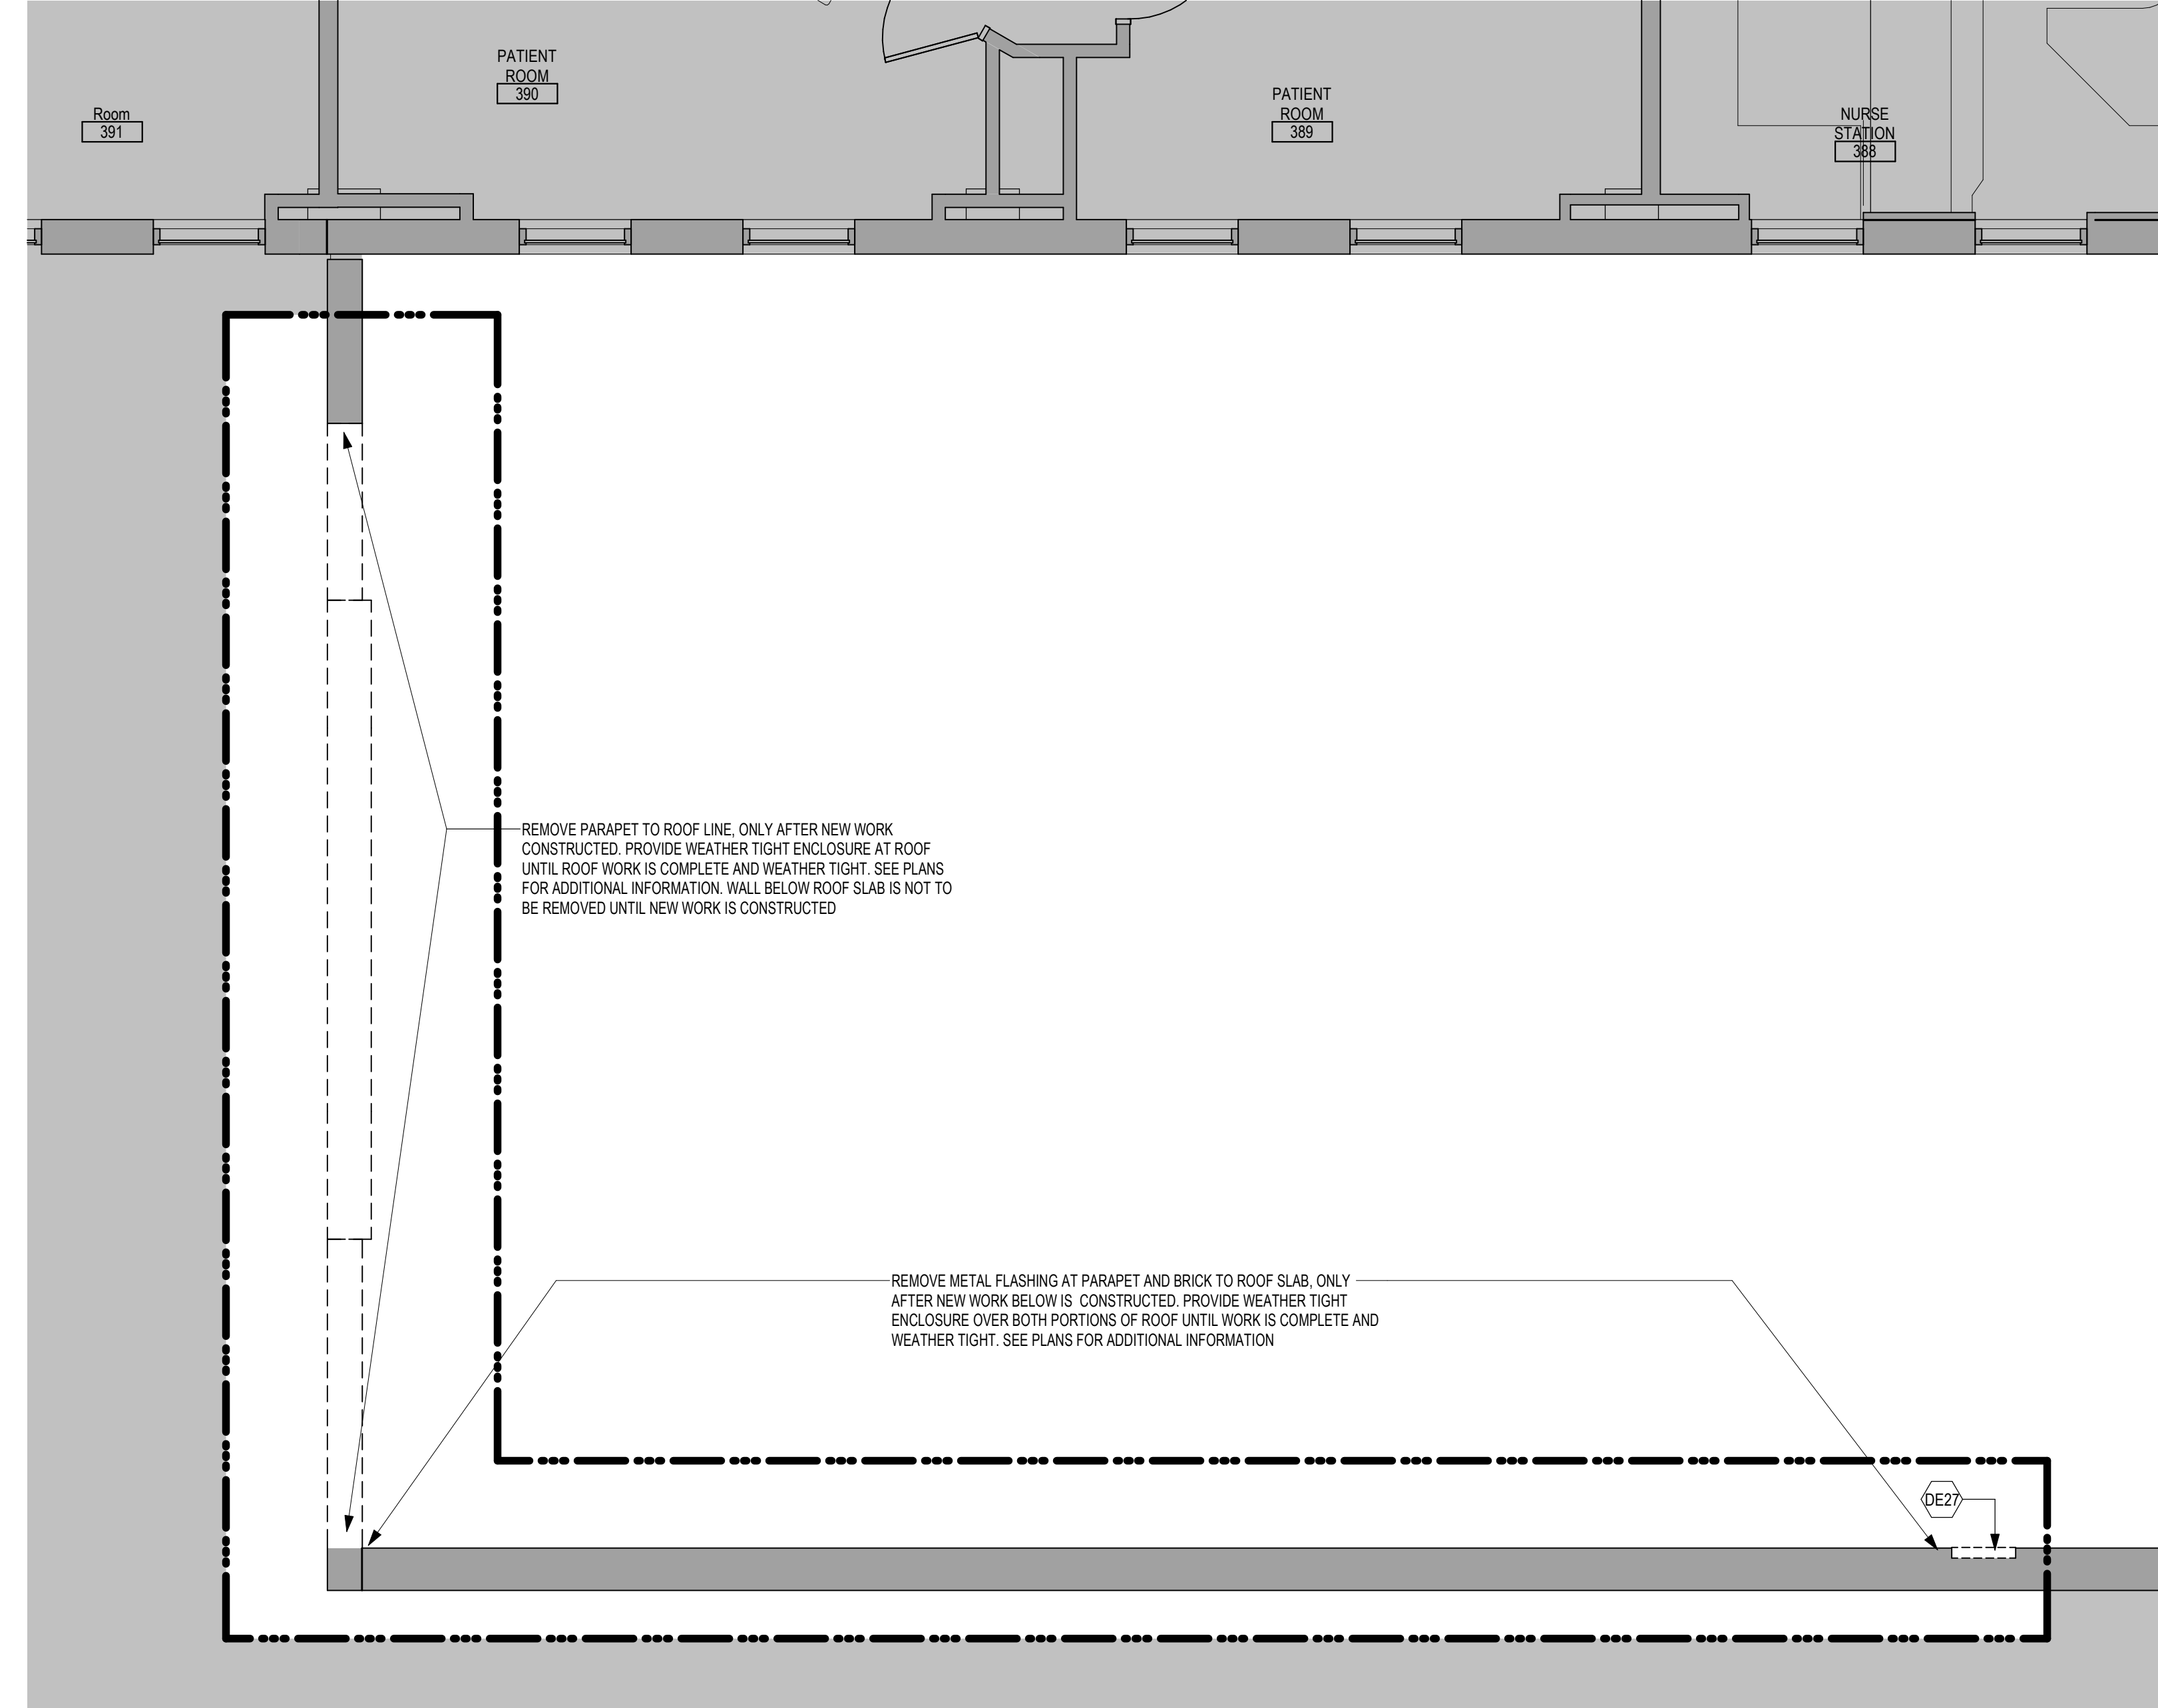 PATIENT
ROOM
390
Room
391
PATIENT
ROOM
389
NURSE
STATION
388
REMOVE PARAPET TO ROOF LINE, ONLY AFTER NEW WORK
CONSTRUCTED. PROVIDE WEATHER TIGHT ENCLOSURE AT ROOF
UNTIL ROOF WORK IS COMPLETE AND WEATHER TIGHT. SEE PLANS
FOR ADDITIONAL INFORMATION. WALL BELOW ROOF SLAB IS NOT TO
BE REMOVED UNTIL NEW WORK IS CONSTRUCTED
REMOVE METAL FLASHING AT PARAPET AND BRICK TO ROOF SLAB, ONLY
AFTER NEW WORK BELOW IS CONSTRUCTED. PROVIDE WEATHER TIGHT
ENCLOSURE OVER BOTH PORTIONS OF ROOF UNTIL WORK IS COMPLETE AND
WEATHER TIGHT. SEE PLANS FOR ADDITIONAL INFORMATION
DE27